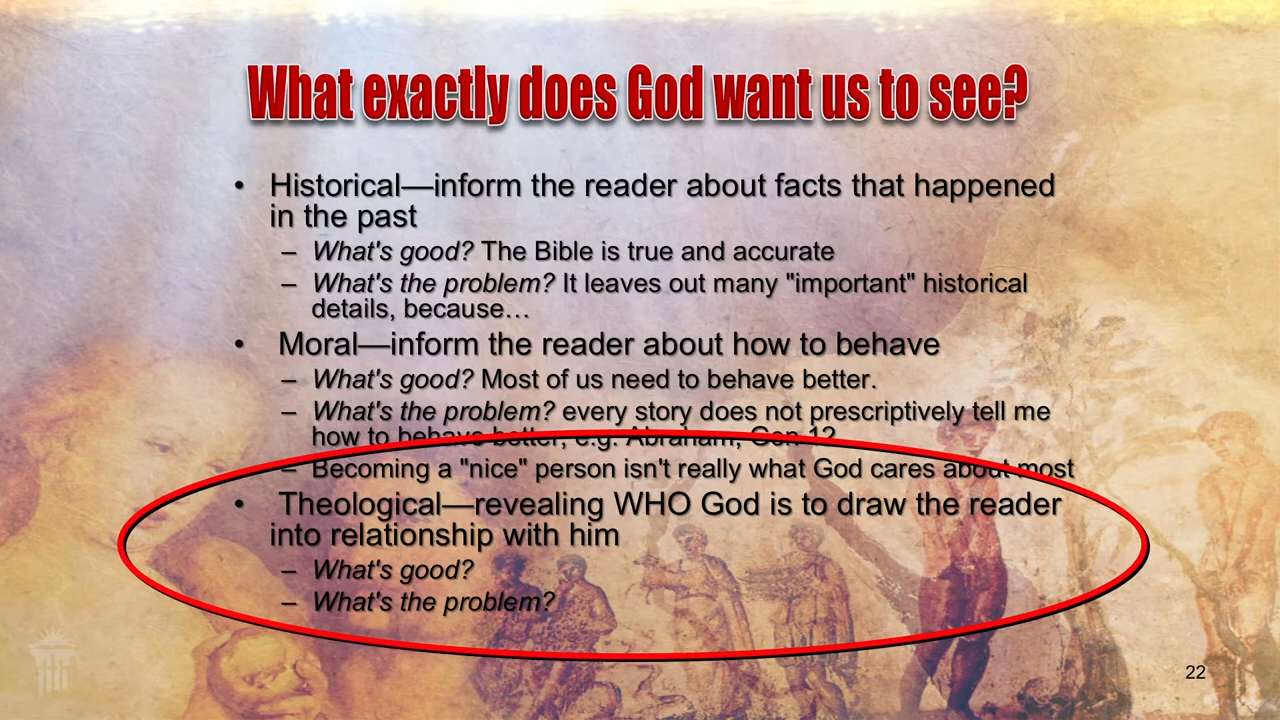 What exactly does God want us to see?
• Historical—inform the reader about facts that happened
in the past
– What's good? The Bible is true and accurate
– What's the problem? It leaves out many "important" historical
details, because…
• Moral—inform the reader about how to behave
– What's good? Most of us need to behave better.
– What's the problem? every story does not prescriptively tell me
how to behave better, e.g. Abraham, Gen 12
– Becoming a "nice" person isn't really what God cares about most
• Theological—revealing WHO God is to draw the reader
into relationship with him
– What's good?
– What's the problem?
22